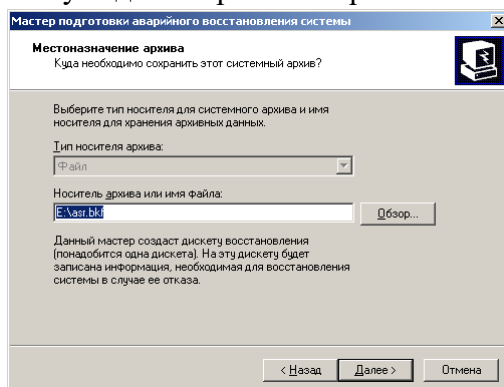 Мастер подготовки аварийного восстановления системы
Местоназначение архива
Куда необходимо сохранить этот системный архив?
Выберите тип носителя для системного архива и имя
носителя для хранения архивных данных.
Тип носителя архива:
Файл
Носитель архива или имя файла:
E:\asr.bkf
Обзор...
Данный мастер создаст дискету восстановления
(понадобится одна дискета). На эту дискету будет
записана информация, необходимая для восстановления
системы в случае ее отказа.
< Назад
Далее >
Отмена